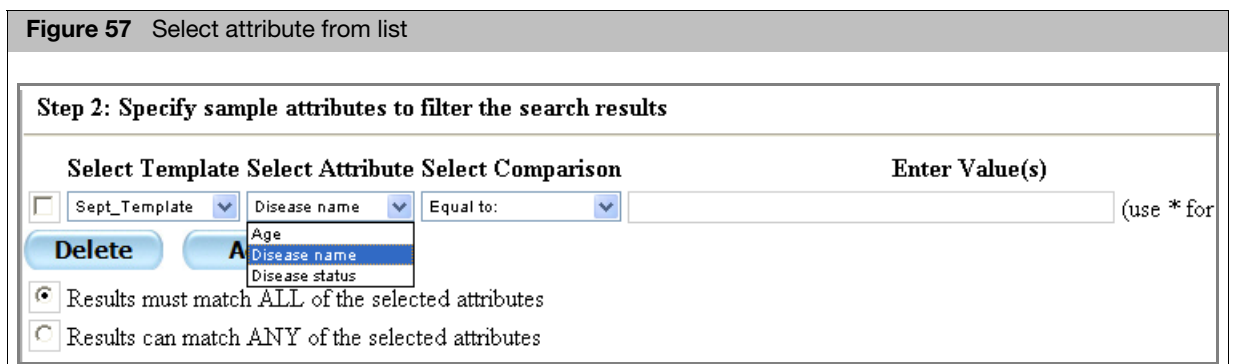 Figure 57 Select attribute from list
Step 2: Specify sample attributes to filter the search results
Select Template Select Attribute Select Comparison Enter Value(s)
Sept_Template Disease name Equal to: (use * for
Age
Delete A Disease name
Disease status
Results must match ALL of the selected attributes
Results can match ANY of the selected attributes